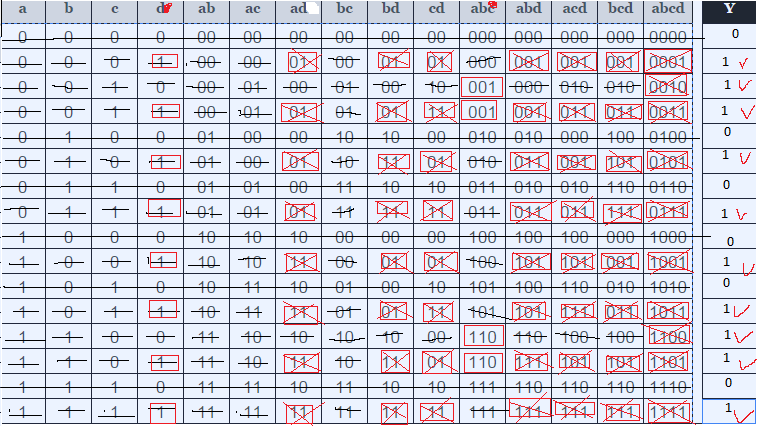 a b c d ab ac ad bc bd cd abc abd acd bcd abcd Y
0 0 0 0 00 00 00 00 00 00 000 000 000 000 0000 0
0 0 0 1 00 00 01 00 01 01 000 001 001 001 0001 1
0 0 1 0 00 01 00 01 00 10 001 000 010 010 0010 1
0 0 1 1 00 01 01 01 01 11 001 001 011 011 0011 1
0 1 0 0 01 00 00 10 10 00 010 010 000 100 0100 0
0 1 0 1 01 00 01 10 11 01 010 011 001 101 0101 1
0 1 1 0 01 01 00 11 10 10 011 010 010 110 0110 0
0 1 1 1 01 01 01 11 11 11 011 011 011 111 0111 1
1 0 0 0 10 10 10 00 00 00 100 100 100 000 1000 0
1 0 0 1 10 10 11 00 01 01 100 101 101 001 1001 1
1 0 1 0 10 11 10 01 00 10 101 100 110 010 1010 0
1 0 1 1 10 11 11 01 01 11 101 101 111 011 1011 1
1 1 0 0 11 10 10 10 10 00 110 110 100 100 1100 1
1 1 0 1 11 10 11 10 11 01 110 111 101 101 1101 1
1 1 1 0 11 11 10 11 10 10 111 110 110 110 1110 0
1 1 1 1 11 11 11 11 11 11 111 111 111 111 1111 1